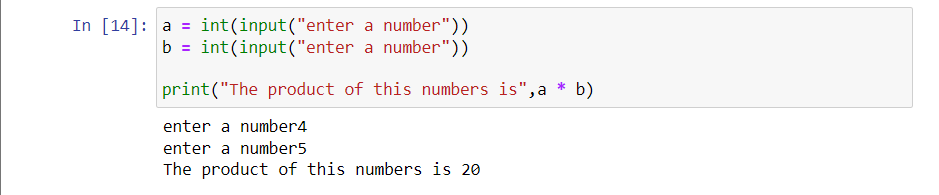 In [14]: a = int(input("enter a number"))
b = int(input("enter a number"))
print("The product of this numbers is",a * b)
enter a number4
enter a number5
The product of this numbers is 20